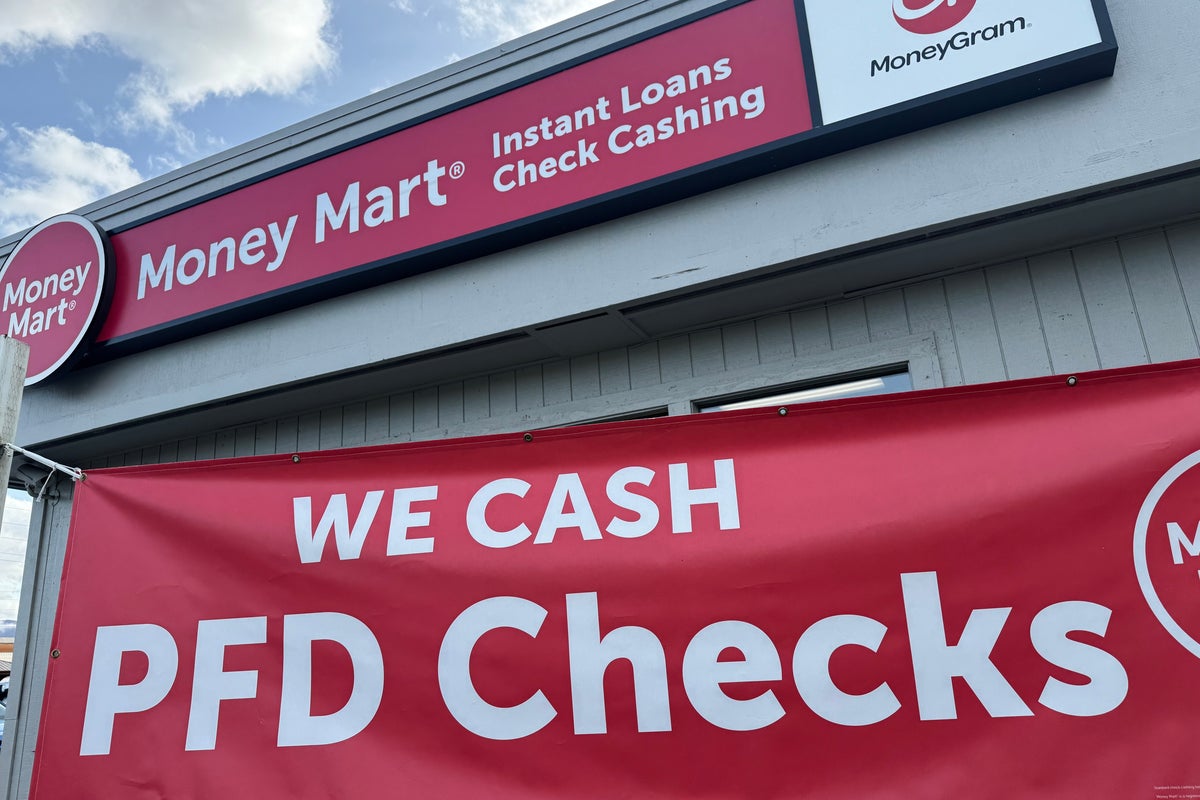 Money Mart®
Instant Loans
Check Cashing
MoneyGram®
Money
Mart®
WE CASH
PFD Checks